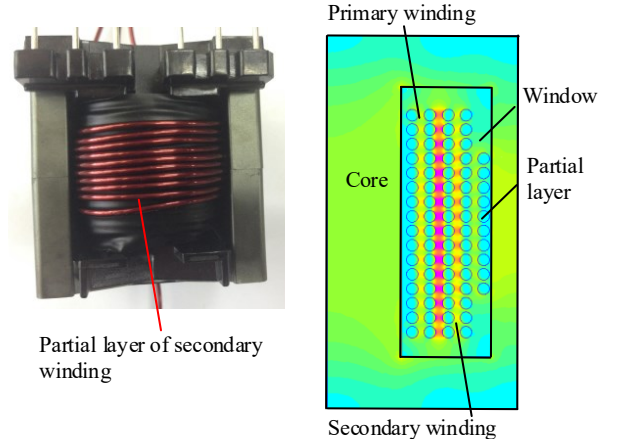 Primary winding
Window
Partial
layer
Core
Partial layer of secondary
winding
Secondary winding